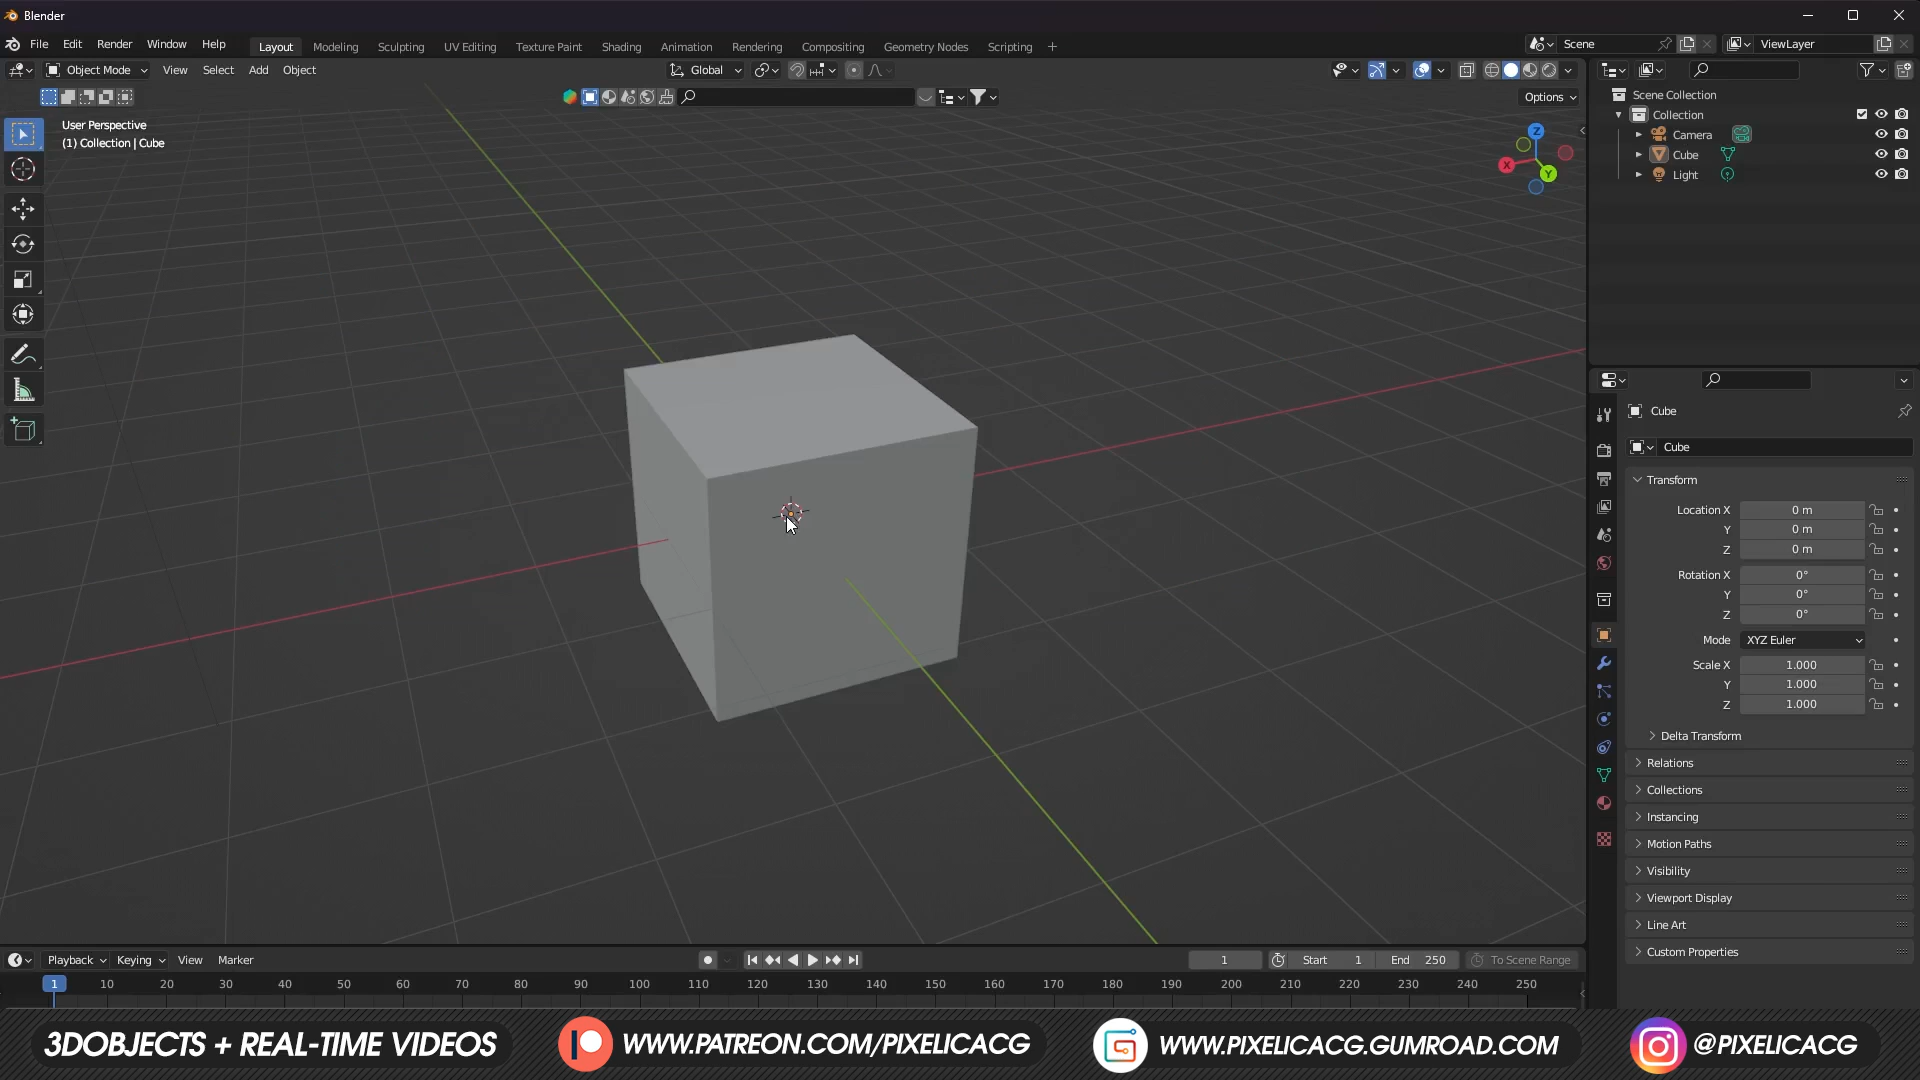 Blender
File Edit Render Window Help Layout Modeling Sculpting UV Editing Texture Paint Shading Animation Rendering Compositing Geometry Nodes Scripting + Scene ViewLayer
Object Mode View Select Add Object Global
Options
User Perspective
(1) Collection | Cube
Z
X
Y
Scene Collection
Collection
Camera
Cube
Light
Cube
Cube
Transform
Location X 0 m
Y 0 m
Z 0 m
Rotation X 0°
Y 0°
Z 0°
Mode XYZ Euler
Scale X 1.000
Y 1.000
Z 1.000
Delta Transform
Relations
Collections
Instancing
Motion Paths
Visibility
Viewport Display
Line Art
Custom Properties
Playback Keying View Marker 1 Start 1 End 250 To Scene Range
1 10 20 30 40 50 60 70 80 90 100 110 120 130 140 150 160 170 180 190 200 210 220 230 240 250
3DOBJECTS + REAL-TIME VIDEOS WWW.PATREON.COM/PIXELICACG WWW.PIXELICACG.GUMROAD.COM @PIXELICACG